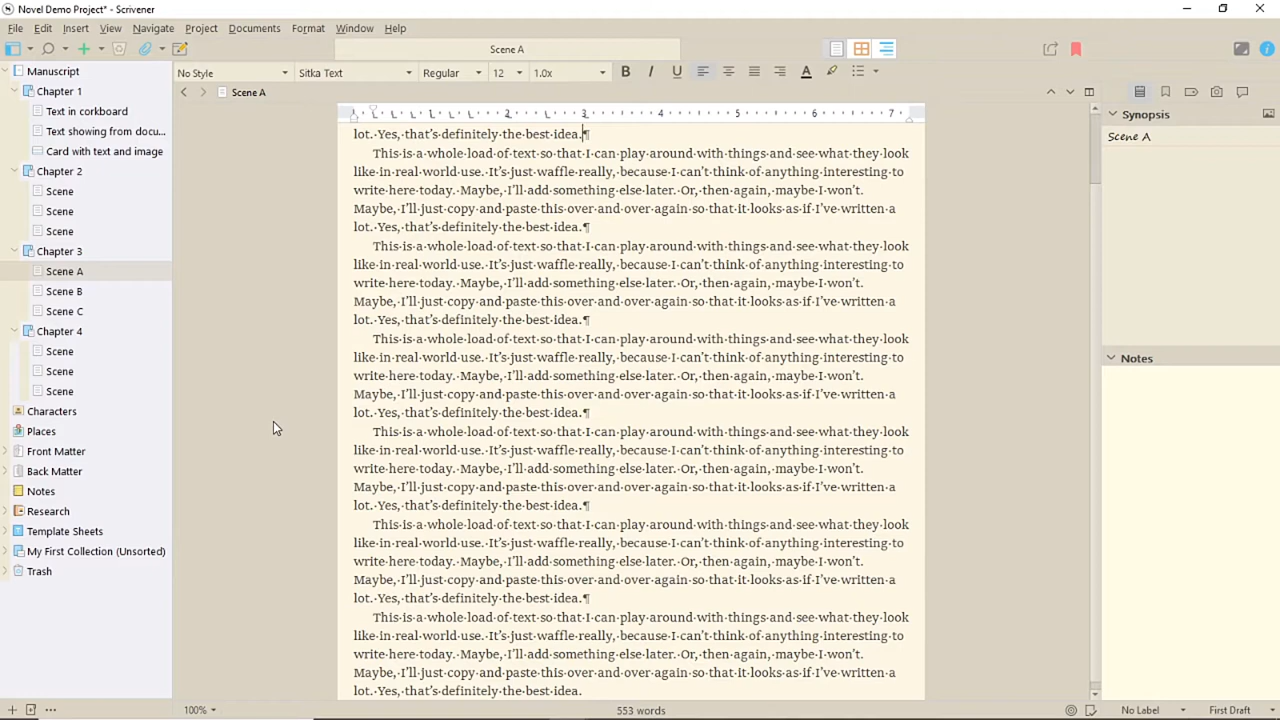 Novel Demo Project* - Scrivener
File Edit Insert View Navigate Project Documents Format Window Help
Scene A
No Style Sitka Text Regular 12 1.0x B I U A
Scene A
1 2 3 4 5 6 7
Manuscript
Chapter 1
Text in corkboard
Text showing from docu...
Card with text and image
Chapter 2
Scene
Scene
Scene
Chapter 3
Scene A
Scene B
Scene C
Chapter 4
Scene
Scene
Scene
Characters
Places
Front Matter
Back Matter
Notes
Research
Template Sheets
My First Collection (Unsorted)
Trash
lot.·Yes,·that’s·definitely·the·best·idea.¶
This·is·a·whole·load·of·text·so·that·I·can·play·around·with·things·and·see·what·they·look
like·in·real·world·use.·It’s·just·waffle·really,·because·I·can’t·think·of·anything·interesting·to
write·here·today.·Maybe,·I’ll·add·something·else·later.·Or,·then·again,·maybe·I·won’t.
Maybe,·I’ll·just·copy·and·paste·this·over·and·over·again·so·that·it·looks·as·if·I’ve·written·a
lot.·Yes,·that’s·definitely·the·best·idea.¶
This·is·a·whole·load·of·text·so·that·I·can·play·around·with·things·and·see·what·they·look
like·in·real·world·use.·It’s·just·waffle·really,·because·I·can’t·think·of·anything·interesting·to
write·here·today.·Maybe,·I’ll·add·something·else·later.·Or,·then·again,·maybe·I·won’t.
Maybe,·I’ll·just·copy·and·paste·this·over·and·over·again·so·that·it·looks·as·if·I’ve·written·a
lot.·Yes,·that’s·definitely·the·best·idea.¶
This·is·a·whole·load·of·text·so·that·I·can·play·around·with·things·and·see·what·they·look
like·in·real·world·use.·It’s·just·waffle·really,·because·I·can’t·think·of·anything·interesting·to
write·here·today.·Maybe,·I’ll·add·something·else·later.·Or,·then·again,·maybe·I·won’t.
Maybe,·I’ll·just·copy·and·paste·this·over·and·over·again·so·that·it·looks·as·if·I’ve·written·a
lot.·Yes,·that’s·definitely·the·best·idea.¶
This·is·a·whole·load·of·text·so·that·I·can·play·around·with·things·and·see·what·they·look
like·in·real·world·use.·It’s·just·waffle·really,·because·I·can’t·think·of·anything·interesting·to
write·here·today.·Maybe,·I’ll·add·something·else·later.·Or,·then·again,·maybe·I·won’t.
Maybe,·I’ll·just·copy·and·paste·this·over·and·over·again·so·that·it·looks·as·if·I’ve·written·a
lot.·Yes,·that’s·definitely·the·best·idea.¶
This·is·a·whole·load·of·text·so·that·I·can·play·around·with·things·and·see·what·they·look
like·in·real·world·use.·It’s·just·waffle·really,·because·I·can’t·think·of·anything·interesting·to
write·here·today.·Maybe,·I’ll·add·something·else·later.·Or,·then·again,·maybe·I·won’t.
Maybe,·I’ll·just·copy·and·paste·this·over·and·over·again·so·that·it·looks·as·if·I’ve·written·a
lot.·Yes,·that’s·definitely·the·best·idea.¶
This·is·a·whole·load·of·text·so·that·I·can·play·around·with·things·and·see·what·they·look
like·in·real·world·use.·It’s·just·waffle·really,·because·I·can’t·think·of·anything·interesting·to
write·here·today.·Maybe,·I’ll·add·something·else·later.·Or,·then·again,·maybe·I·won’t.
Maybe,·I’ll·just·copy·and·paste·this·over·and·over·again·so·that·it·looks·as·if·I’ve·written·a
lot.·Yes,·that’s·definitely·the·best·idea.
Synopsis
Scene A
Notes
100% 553 words No Label First Draft